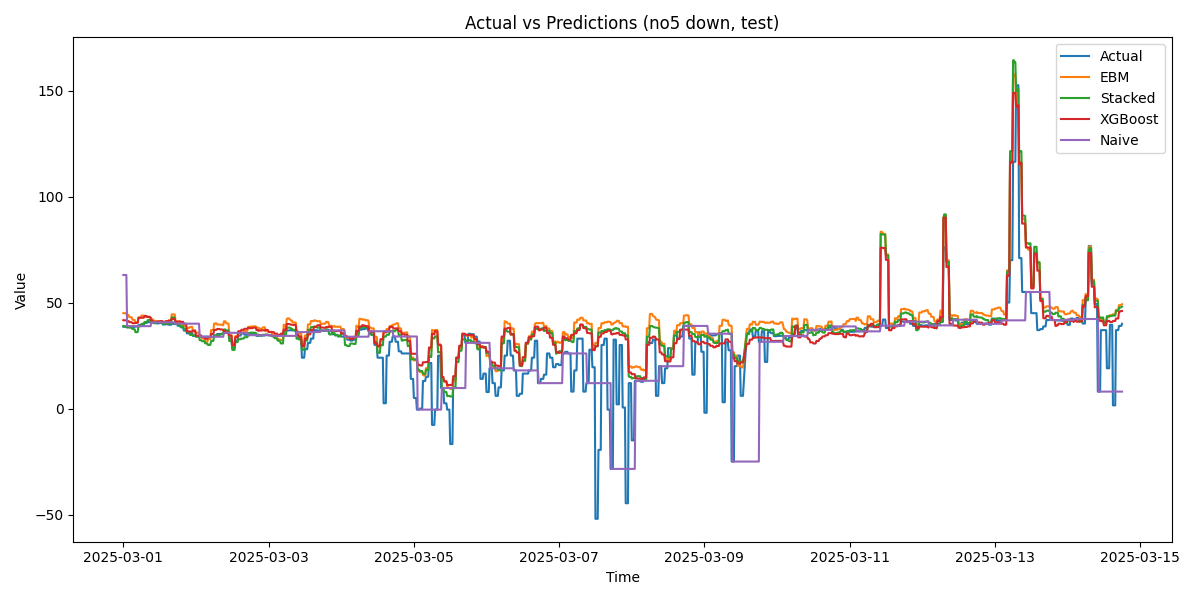 Actual vs Predictions (no5 down, test)
Value
150
100
50
0
−50
Actual
EBM
Stacked
XGBoost
Naive
2025-03-01
2025-03-03
2025-03-05
2025-03-07
2025-03-09
2025-03-11
2025-03-13
2025-03-15
Time